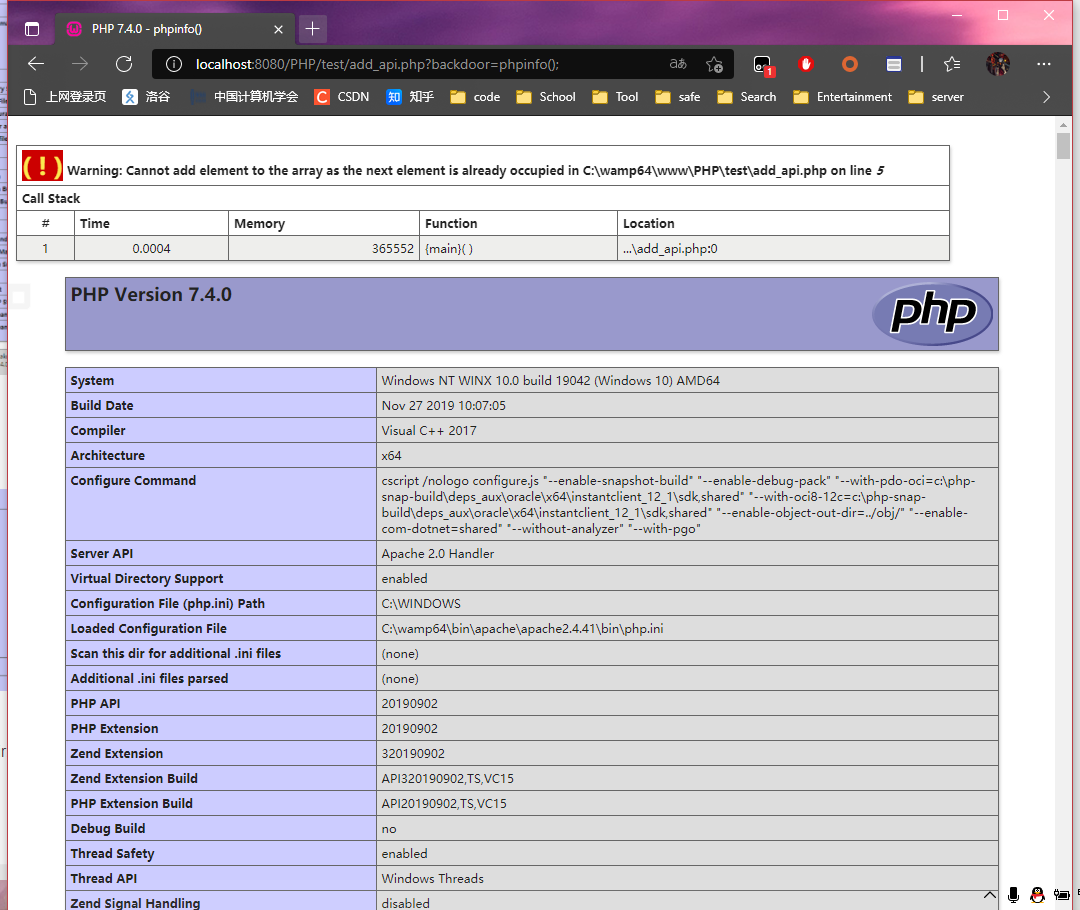 PHP 7.4.0 - phpinfo()
localhost:8080/PHP/test/add_api.php?backdoor=phpinfo();
aあ
1
上网登录页 洛谷 中国计算机学会 C CSDN 知 知乎 code School Tool safe Search Entertainment server
(!) Warning: Cannot add element to the array as the next element is already occupied in C:\wamp64\www\PHP\test\add_api.php on line 5
Call Stack
# Time Memory Function Location
1 0.0004 365552 {main}( ) ...\add_api.php:0
PHP Version 7.4.0
php
System Windows NT WINX 10.0 build 19042 (Windows 10) AMD64
Build Date Nov 27 2019 10:07:05
Compiler Visual C++ 2017
Architecture x64
Configure Command cscript /nologo configure.js "--enable-snapshot-build" "--enable-debug-pack" "--with-pdo-oci=c:\php-
snap-build\deps_aux\oracle\x64\instantclient_12_1\sdk,shared" "--with-oci8-12c=c:\php-snap-
build\deps_aux\oracle\x64\instantclient_12_1\sdk,shared" "--enable-object-out-dir=../obj/" "--enable-
com-dotnet=shared" "--without-analyzer" "--with-pgo"
Server API Apache 2.0 Handler
Virtual Directory Support enabled
Configuration File (php.ini) Path C:\WINDOWS
Loaded Configuration File C:\wamp64\bin\apache\apache2.4.41\bin\php.ini
Scan this dir for additional .ini files (none)
Additional .ini files parsed (none)
PHP API 20190902
PHP Extension 20190902
Zend Extension 320190902
Zend Extension Build API320190902,TS,VC15
PHP Extension Build API20190902,TS,VC15
Debug Build no
Thread Safety enabled
Thread API Windows Threads
Zend Signal Handling disabled